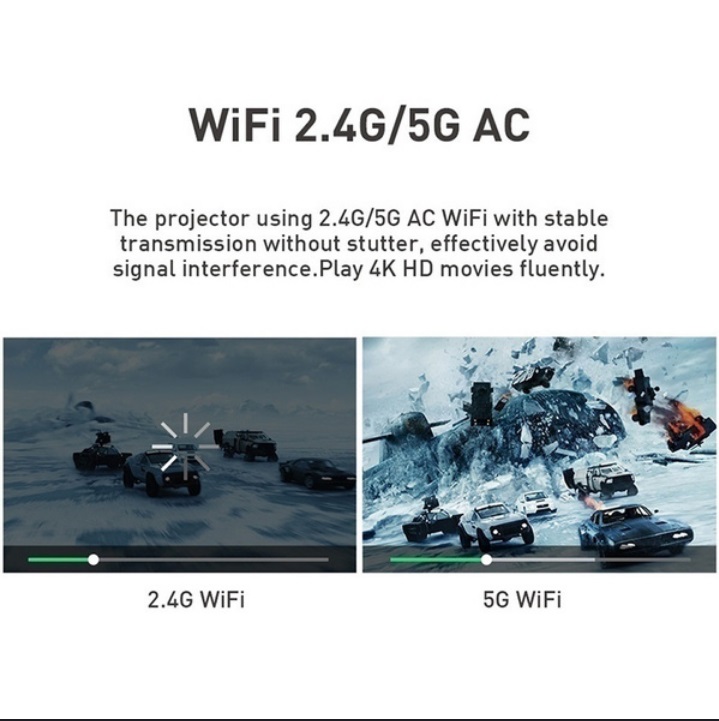 WiFi 2.4G/5G AC
The projector using 2.4G/5G AC WiFi with stable
transmission without stutter, effectively avoid
signal interference.Play 4K HD movies fluently.
2.4G WiFi
5G WiFi